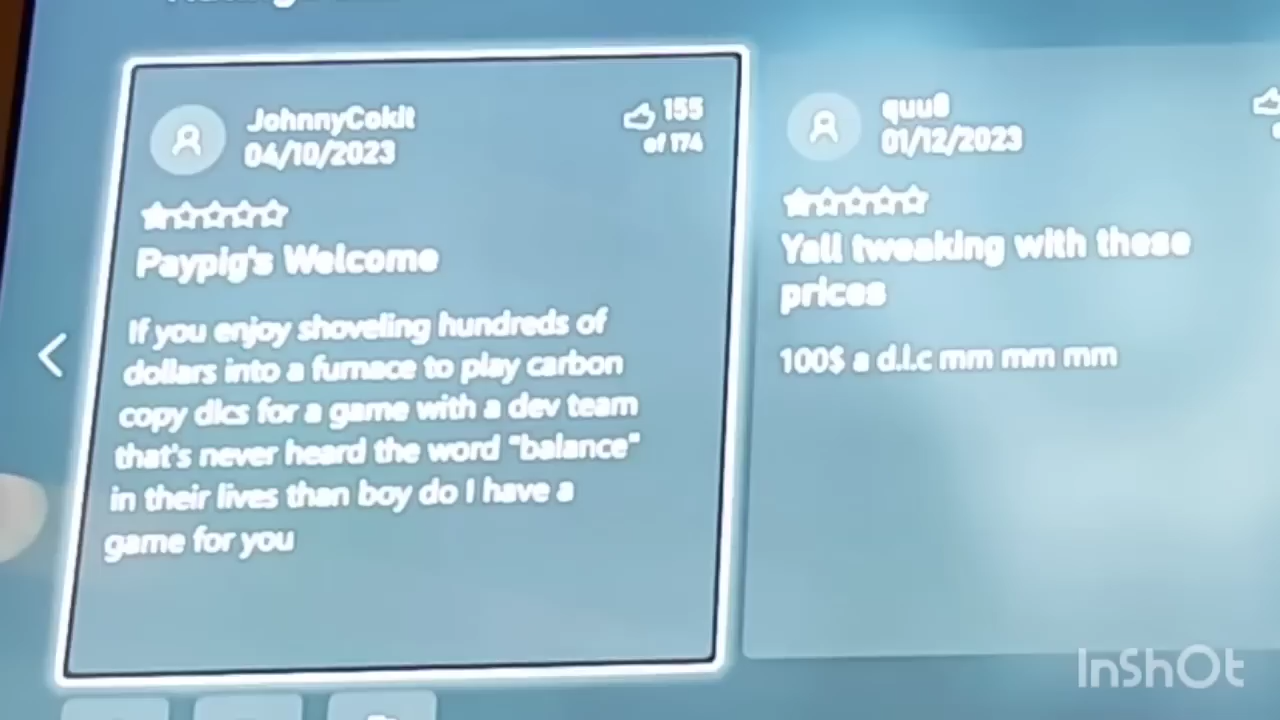 JohnnyCokit
04/10/2023
155
of 174
Paypig's Welcome
If you enjoy shoveling hundreds of
dollars into a furnace to play carbon
copy dlcs for a game with a dev team
that's never heard the word "balance"
in their lives than boy do I have a
game for you
quu8
01/12/2023
Yall tweaking with these
prices
100$ a d.l.c mm mm mm
InShOt